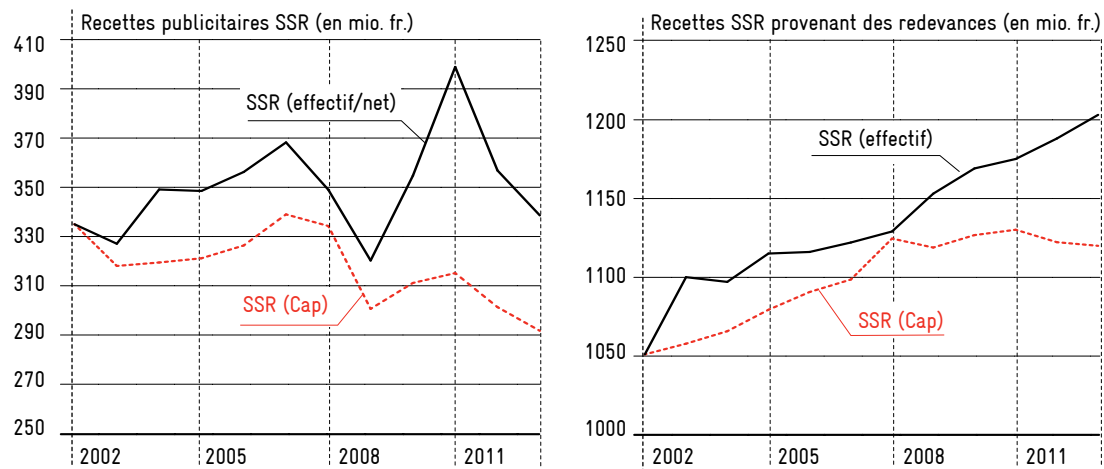 Recettes publicitaires SSR (en mio. fr.)
410
390
SSR (effectif/net)
370
350
330
310
SSR (Cap)
290
270
250
2002 2005 2008 2011
Recettes SSR provenant des redevances (en mio. fr.)
1250
1200
SSR (effectif)
1150
1100
SSR (Cap)
1050
1000
2002 2005 2008 2011